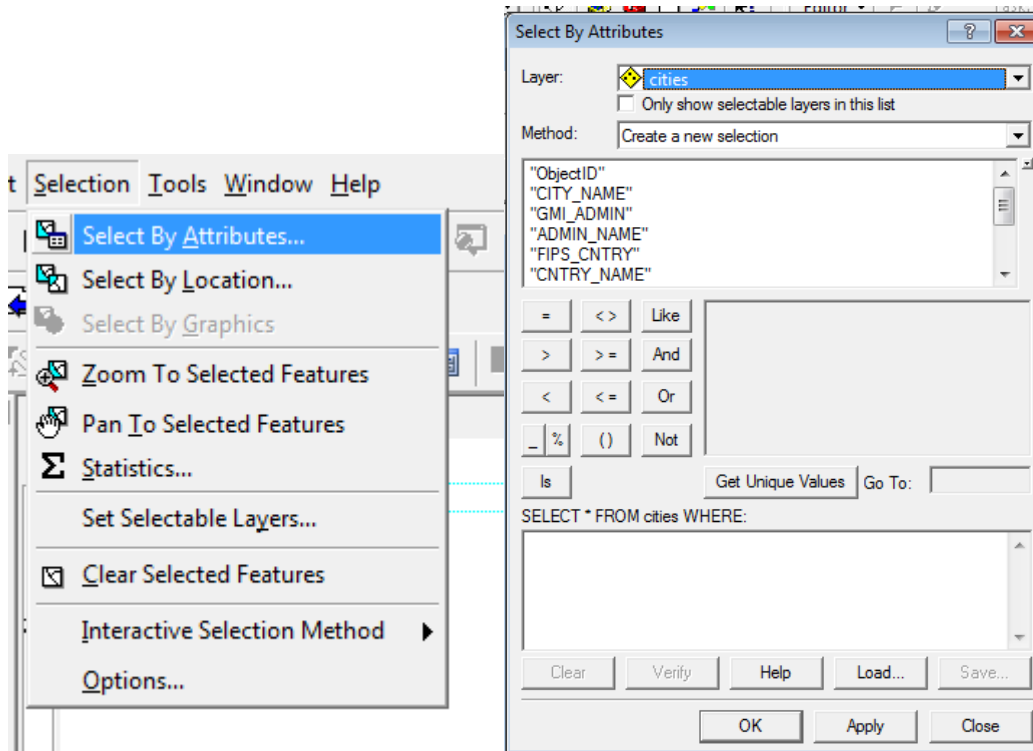 t Selection Tools Window Help
Select By Attributes...
Select By Location...
Select By Graphics
Zoom To Selected Features
Pan To Selected Features
Statistics...
Set Selectable Layers...
Clear Selected Features
Interactive Selection Method
Options...
Editor
Select By Attributes
Layer: cities
Only show selectable layers in this list
Method: Create a new selection
"ObjectID"
"CITY_NAME"
"GMI_ADMIN"
"ADMIN_NAME"
"FIPS_CNTRY"
"CNTRY_NAME"
= <> Like
> >= And
< <= Or
_ % () Not
Is Get Unique Values Go To:
SELECT * FROM cities WHERE:
Clear Verify Help Load... Save...
OK Apply Close